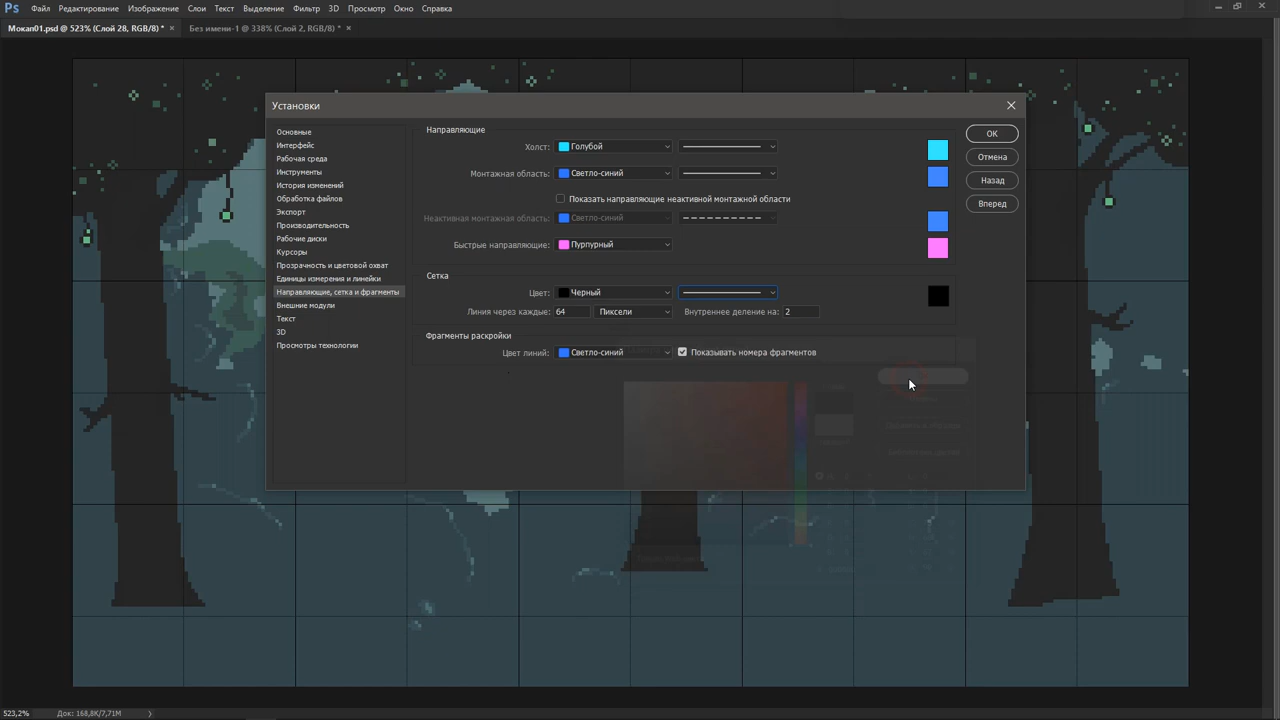 Ps Файл Редактирование Изображение Слои Текст Выделение Фильтр 3D Просмотр Окно Справка
Мокап01.psd @ 523% (Слой 28, RGB/8) * × Без имени-1 @ 338% (Слой 2, RGB/8) * ×
Установки
Основные
Интерфейс
Рабочая среда
Инструменты
История изменений
Обработка файлов
Экспорт
Производительность
Рабочие диски
Курсоры
Прозрачность и цветовой охват
Единицы измерения и линейки
Направляющие, сетка и фрагменты
Внешние модули
Текст
3D
Просмотры технологии
Направляющие
Холст: Голубой
Монтажная область: Светло-синий
Показать направляющие неактивной монтажной области
Неактивная монтажная область: Светло-синий
Быстрые направляющие: Пурпурный
Сетка
Цвет: Черный
Линия через каждые: 64 Пиксели Внутреннее деление на: 2
Фрагменты раскройки
Цвет линий: Светло-синий Показывать номера фрагментов
OK
Отмена
Назад
Вперед
523,2% Док: 168,8K/7,71M